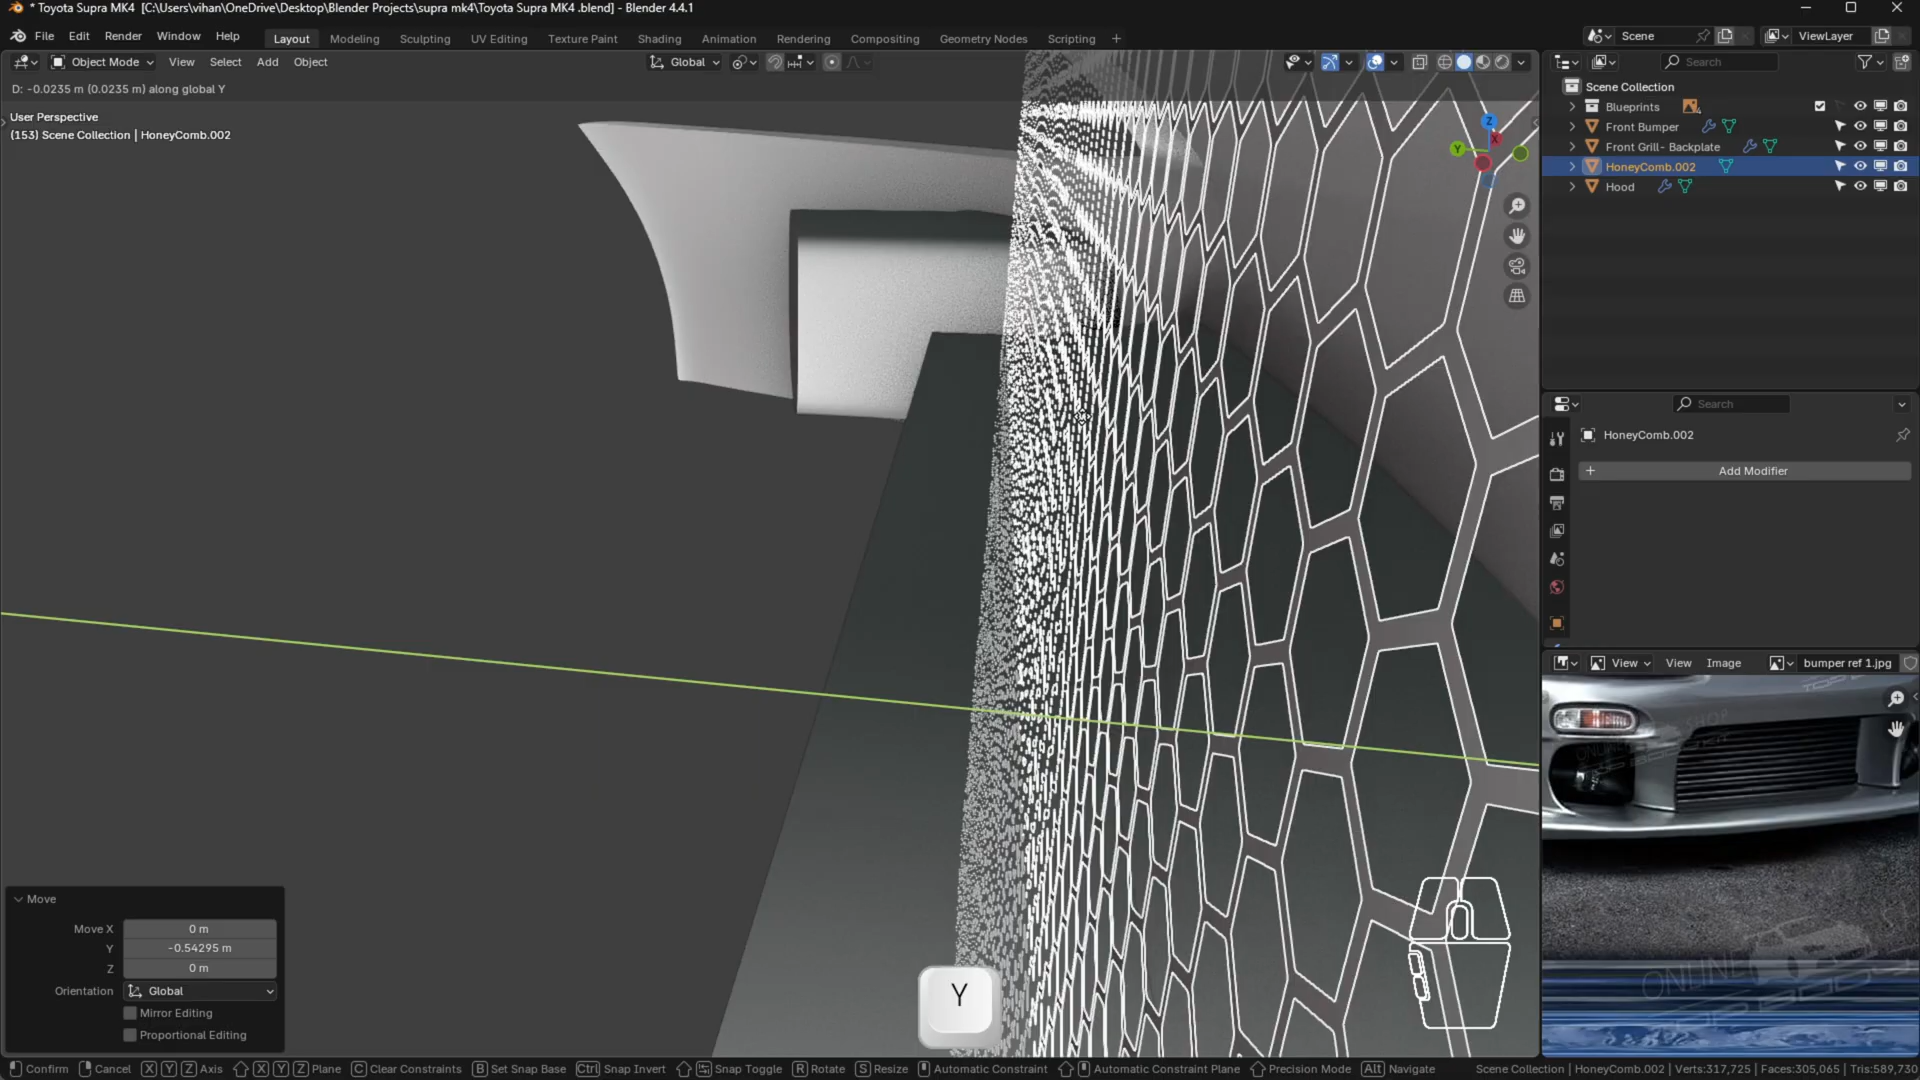 * Toyota Supra MK4 [C:\Users\vihan\OneDrive\Desktop\Blender Projects\supra mk4\Toyota Supra MK4 .blend] - Blender 4.4.1
File Edit Render Window Help
Layout Modeling Sculpting UV Editing Texture Paint Shading Animation Rendering Compositing Geometry Nodes Scripting +
Scene
ViewLayer
Object Mode View Select Add Object
Global
Search
D: -0.0235 m (0.0235 m) along global Y
User Perspective
(153) Scene Collection | HoneyComb.002
Z
X
Y
Scene Collection
Blueprints
Front Bumper
Front Grill- Backplate
HoneyComb.002
Hood
Search
HoneyComb.002
+ Add Modifier
View View Image bumper ref 1.jpg
ONLINE
SHOP
Move
Move X 0 m
Y -0.54295 m
Z 0 m
Orientation Global
Mirror Editing
Proportional Editing
Y
Confirm Cancel X Y Z Axis X Y Z Plane C Clear Constraints B Set Snap Base Ctrl Snap Invert Snap Toggle R Rotate S Resize Automatic Constraint Automatic Constraint Plane Precision Mode Alt Navigate
Scene Collection | HoneyComb.002 | Verts:317,725 | Faces:305,065 | Tris:589,730